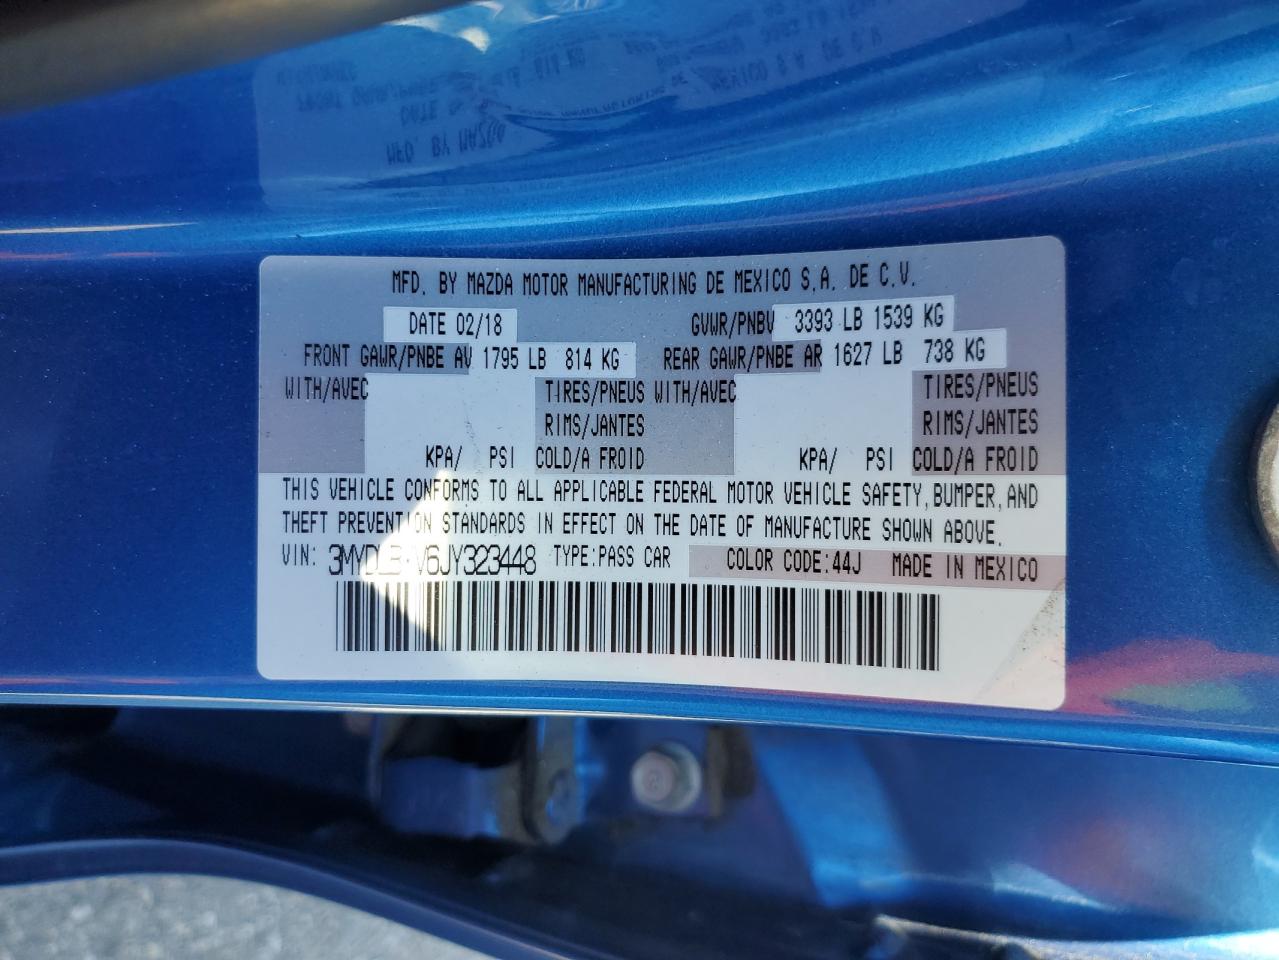 MFD. BY MAZDA MOTOR MANUFACTURING DE MEXICO S.A. DE C.V.
DATE 02/18 GVWR/PNBV 3393 LB 1539 KG
FRONT GAWR/PNBE AV 1795 LB 814 KG REAR GAWR/PNBE AR 1627 LB 738 KG
WITH/AVEC TIRES/PNEUS WITH/AVEC TIRES/PNEUS
RIMS/JANTES RIMS/JANTES
KPA/ PSI COLD/A FROID KPA/ PSI COLD/A FROID
THIS VEHICLE CONFORMS TO ALL APPLICABLE FEDERAL MOTOR VEHICLE SAFETY, BUMPER, AND
THEFT PREVENTION STANDARDS IN EFFECT ON THE DATE OF MANUFACTURE SHOWN ABOVE.
VIN: TYPE: PASS CAR COLOR CODE: 44J MADE IN MEXICO